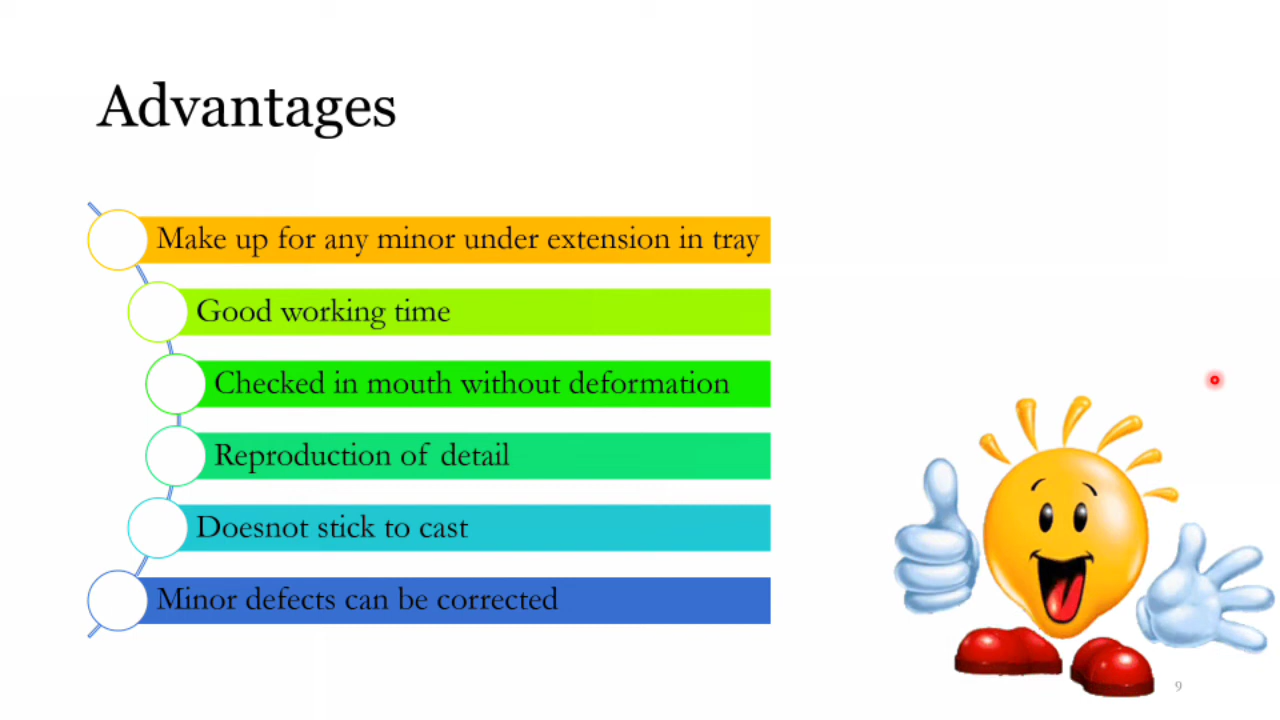 Advantages
Make up for any minor under extension in tray
Good working time
Checked in mouth without deformation
Reproduction of detail
Doesnot stick to cast
Minor defects can be corrected
9